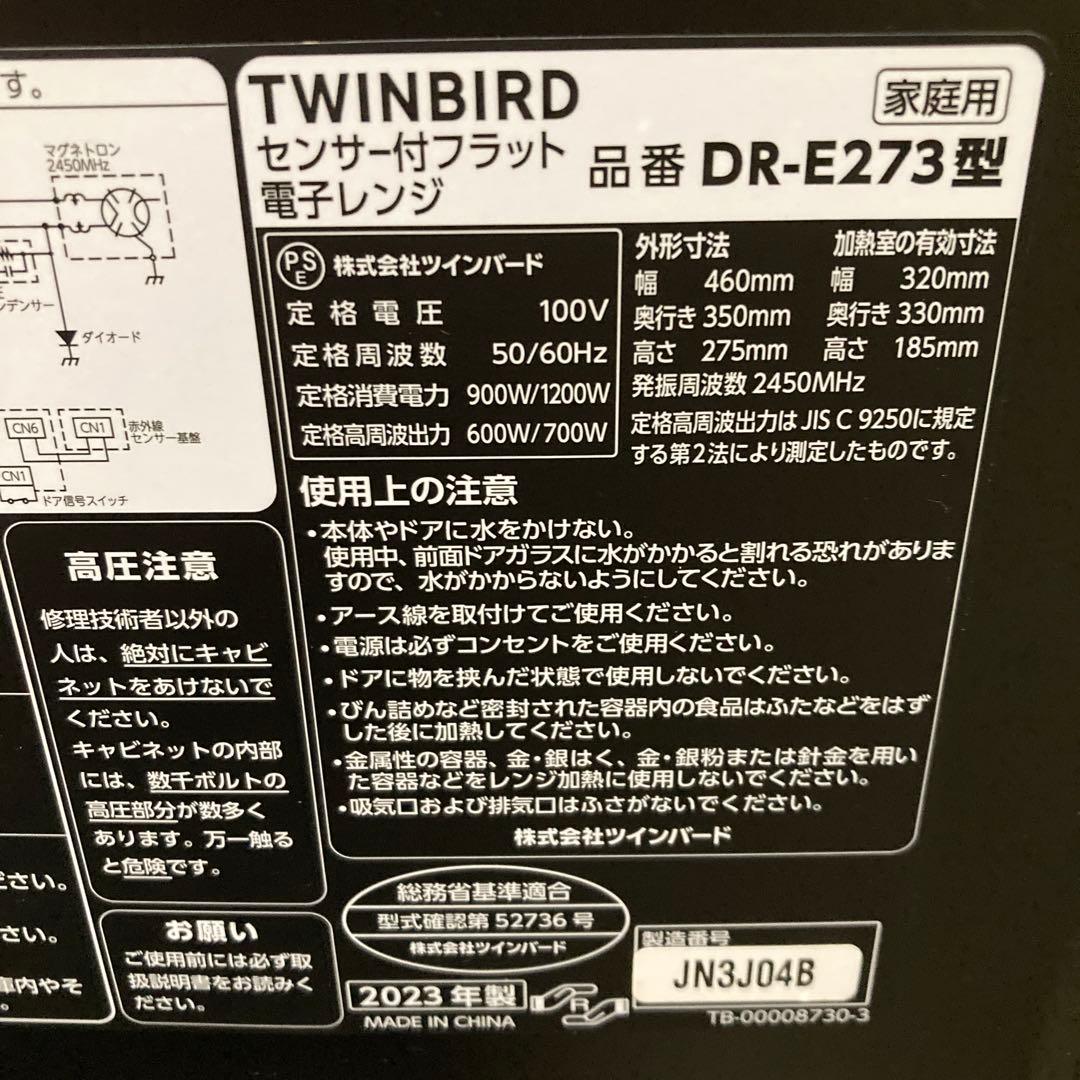 す。
マグネトロン
2450MHz
ンデンサー
ダイオード
CN6
CN1
赤外線
センサー基盤
CN1
ドア信号スイッチ
TWINBIRD
家庭用
センサー付フラット
電子レンジ
品番 DR-E273型
PSE 株式会社ツインバード
定格電圧 100V
定格周波数 50/60Hz
定格消費電力 900W/1200W
定格高周波出力 600W/700W
外形寸法 加熱室の有効寸法
幅 460mm 幅 320mm
奥行き 350mm 奥行き 330mm
高さ 275mm 高さ 185mm
発振周波数 2450MHz
定格高周波出力は JIS C 9250に規定
する第2法により測定したものです。
使用上の注意
・本体やドアに水をかけない。
使用中、前面ドアガラスに水がかかると割れる恐れがありま
すので、水がかからないようにしてください。
・アース線を取付けてご使用ください。
・電源は必ずコンセントをご使用ください。
・ドアに物を挟んだ状態で使用しないでください。
・びん詰めなど密封された容器内の食品はふたなどをはず
した後に加熱してください。
・金属性の容器、金・銀はく、金・銀粉または針金を用い
た容器などをレンジ加熱に使用しないでください。
・吸気口および排気口はふさがないでください。
株式会社ツインバード
高圧注意
修理技術者以外の
人は、絶対にキャビ
ネットをあけないで
ください。
キャビネットの内部
には、数千ボルトの
高圧部分が数多く
あります。万一触る
と危険です。
ださい。
さい。
庫内やそ
。
お願い
ご使用前には必ず取
扱説明書をお読みく
ださい。
総務省基準適合
型式確認第 52736 号
株式会社ツインバード
2023 年製
R
MADE IN CHINA
製造番号
JN3J04B
TB-00008730-3